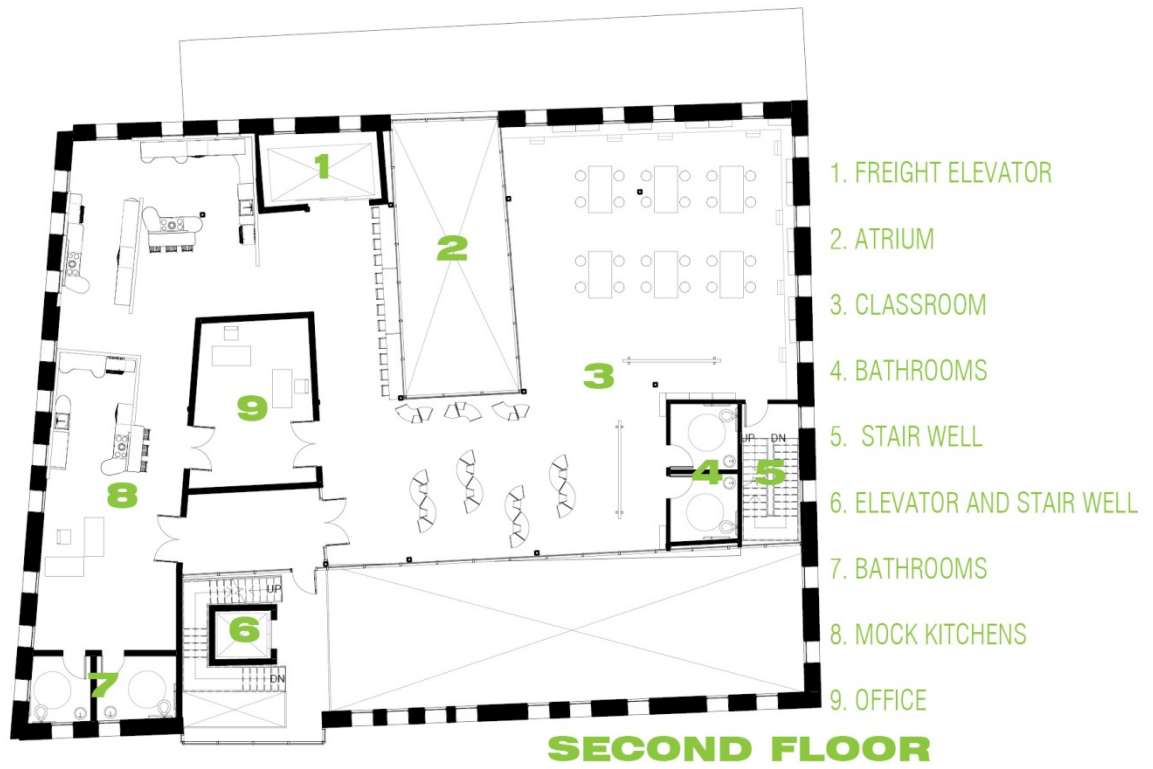 1
2
3
4
5
6
7
8
9
UP DN
UP
DN
1. FREIGHT ELEVATOR
2. ATRIUM
3. CLASSROOM
4. BATHROOMS
5. STAIR WELL
6. ELEVATOR AND STAIR WELL
7. BATHROOMS
8. MOCK KITCHENS
9. OFFICE
SECOND FLOOR